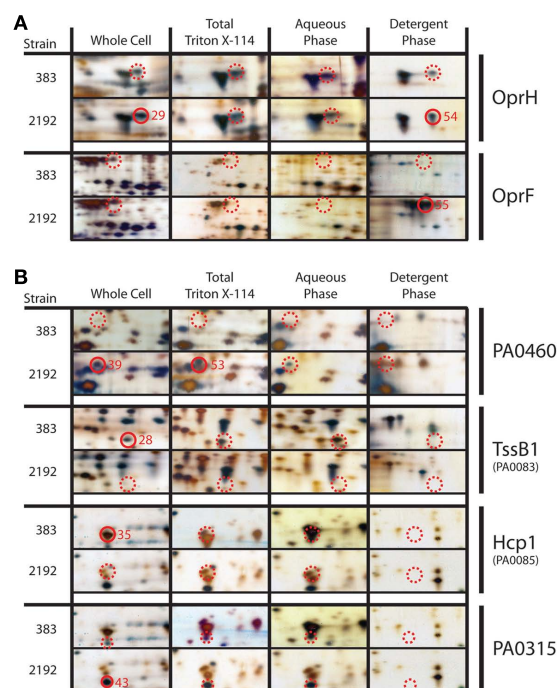 A
Strain
Whole Cell
Total
Triton X-114
Aqueous
Phase
Detergent
Phase
383
2192
29
54
OprH
383
2192
55
OprF
B
Strain
Whole Cell
Total
Triton X-114
Aqueous
Phase
Detergent
Phase
383
2192
39
53
PA0460
383
28
2192
TssB1
(PA0083)
383
35
2192
Hcp1
(PA0085)
383
2192
43
PA0315